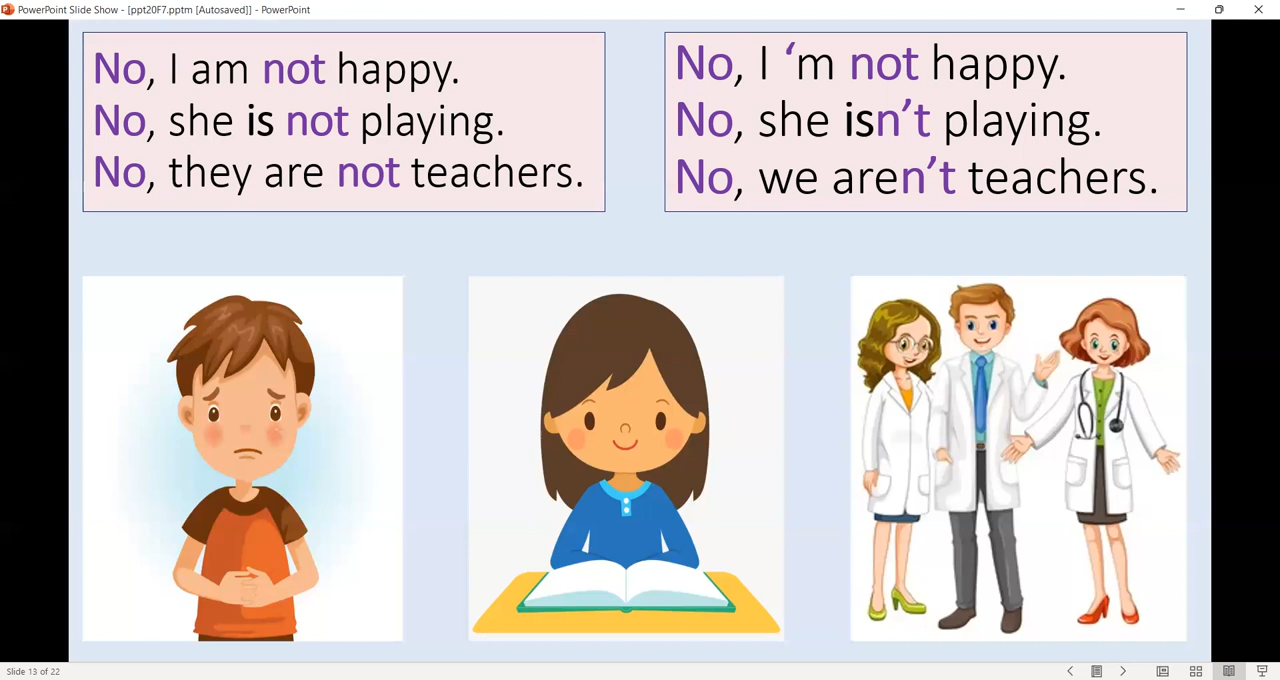 PowerPoint Slide Show - [ppt20F7.pptm [Autosaved]] - PowerPoint
No, I am not happy.
No, she is not playing.
No, they are not teachers.
No, I ‘m not happy.
No, she isn’t playing.
No, we aren’t teachers.
Slide 13 of 22